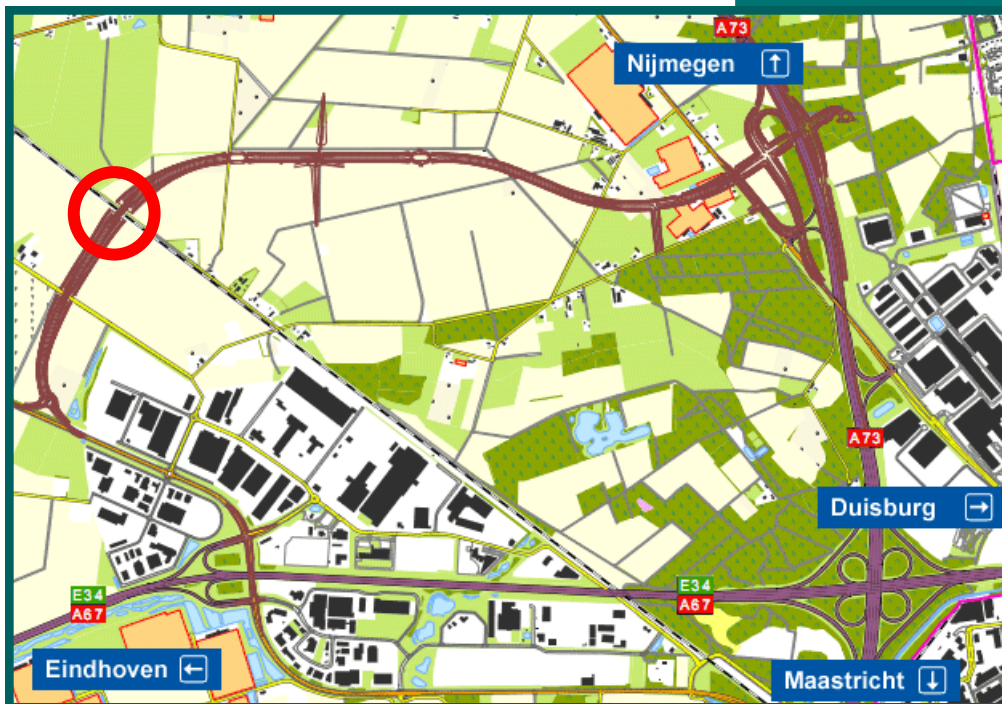 A73
Nijmegen ↑
A73
Duisburg →
E34
A67
E34
A67
Eindhoven ←
Maastricht ↓